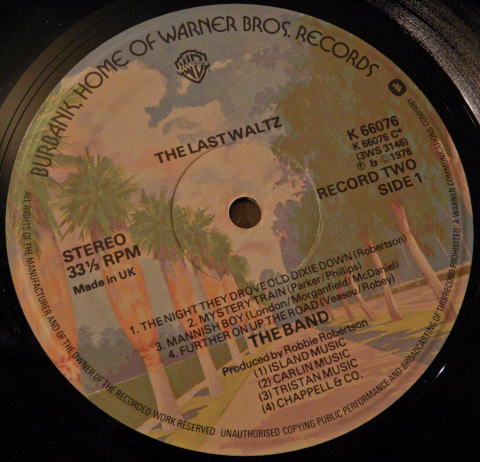 BURBANK, HOME OF WARNER BROS. RECORDS
THE LAST WALTZ
K 66076
K 66076 C*
(3WS 3146)
℗ & © 1978
RECORD TWO
SIDE 1
STEREO
33⅓ RPM
Made in UK
1. THE NIGHT THEY DROVE OLD DIXIE DOWN (Robertson)
2. MYSTERY TRAIN (Parker/Phillips)
3. MANNISH BOY (London/Morganfield/McDaniel)
4. FURTHER ON UP THE ROAD (Veasey/Robey)
THE BAND
Produced by Robbie Robertson
(1) ISLAND MUSIC
(2) CARLIN MUSIC
(3) TRISTAN MUSIC
(4) CHAPPELL & CO.
ALL RIGHTS OF THE MANUFACTURER AND OF THE OWNER OF THE RECORDED WORK RESERVED · UNAUTHORISED COPYING PUBLIC PERFORMANCE AND BROADCASTING OF THIS RECORD PROHIBITED · A WARNER COMMUNICATIONS COMPANY